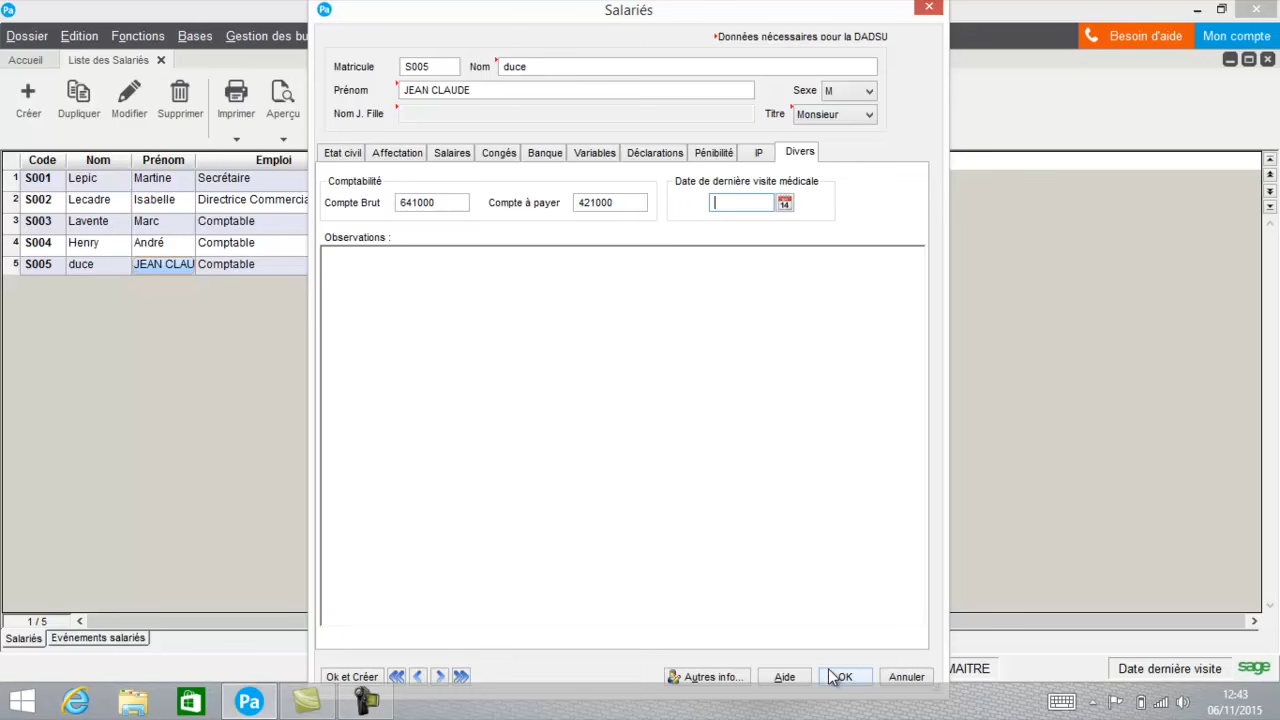 Pa
Salariés
Dossier Edition Fonctions Bases Gestion des bu
Besoin d'aide Mon compte
Accueil Liste des Salariés
Créer Dupliquer Modifier Supprimer Imprimer Aperçu
Données nécessaires pour la DADSU
Matricule S005 Nom duce
Prénom JEAN CLAUDE Sexe M
Nom J. Fille Titre Monsieur
Etat civil Affectation Salaires Congés Banque Variables Déclarations Pénibilité IP Divers
Code Nom Prénom Emploi
1 S001 Lepic Martine Secrétaire
2 S002 Lecadre Isabelle Directrice Commercia
3 S003 Lavente Marc Comptable
4 S004 Henry André Comptable
5 S005 duce JEAN CLAU Comptable
Comptabilité
Compte Brut 641000 Compte à payer 421000
Date de dernière visite médicale
14
Observations :
1 / 5
Salariés Evénements salariés
Ok et Créer Autres info... Aide OK Annuler
MAITRE Date dernière visite sage
Pa
12:43
06/11/2015